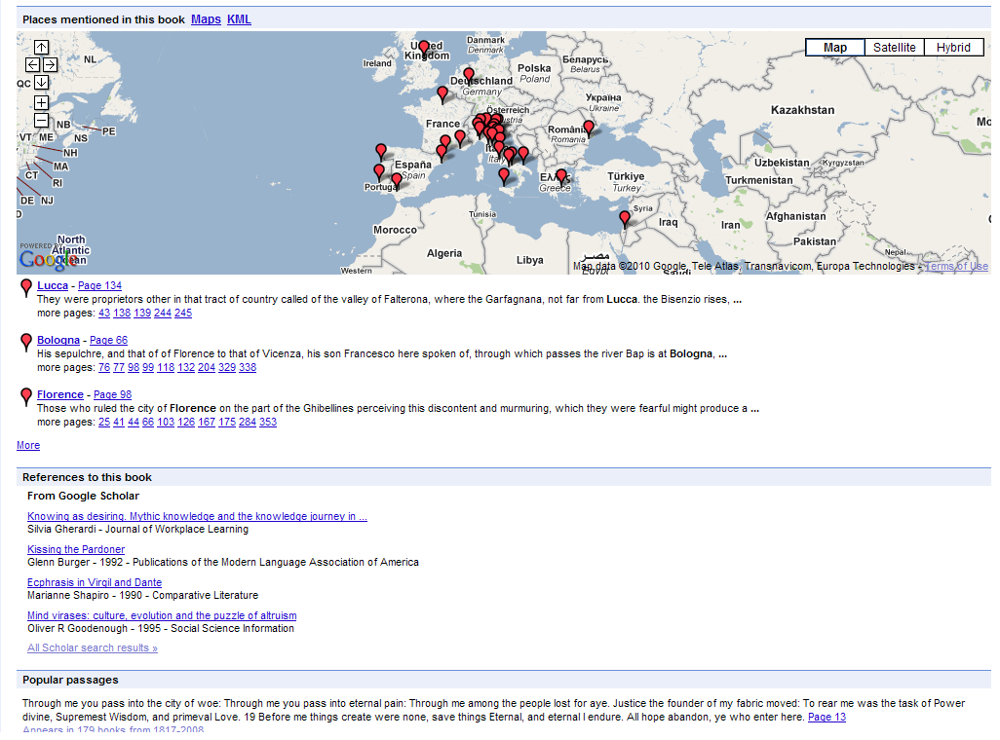 Places mentioned in this book Maps KML
Map Satellite Hybrid
United Kingdom
Ireland
Danmark
Denmark
Deutschland
Germany
Polska
Poland
Беларусь
Belarus
Україна
Ukraine
Österreich
Austria
France
România
Romania
Italia
Italy
España
Spain
Portugal
Ελλάς
Greece
Türkiye
Turkey
Syria
Iraq
Iran
Kazakhstan
Uzbekistan
Kyrgyzstan
Turkmenistan
Afghanistan
Pakistan
Nepal
Tunisia
Morocco
Algeria
Libya
مصر
Egypt
Saudi
Western
NL
QC
NB
PE
VT ME
NS
NH
MA
CT
RI
DE NJ
North Atlantic Ocean
POWERED BY
Google
Map data ©2010 Google, Tele Atlas, Transnavicom, Europa Technologies - Terms of Use
Lucca - Page 134
They were proprietors other in that tract of country called of the valley of Falterona, where the Garfagnana, not far from Lucca. the Bisenzio rises, ...
more pages: 43 138 139 244 245
Bologna - Page 66
His sepulchre, and that of of Florence to that of Vicenza, his son Francesco here spoken of, through which passes the river Bap is at Bologna, ...
more pages: 76 77 98 99 118 132 204 329 338
Florence - Page 98
Those who ruled the city of Florence on the part of the Ghibellines perceiving this discontent and murmuring, which they were fearful might produce a ...
more pages: 25 41 44 66 103 126 167 175 284 353
More
References to this book
From Google Scholar
Knowing as desiring. Mythic knowledge and the knowledge journey in ...
Silvia Gherardi - Journal of Workplace Learning
Kissing the Pardoner
Glenn Burger - 1992 - Publications of the Modern Language Association of America
Ecphrasis in Virgil and Dante
Marianne Shapiro - 1990 - Comparative Literature
Mind virases: culture, evolution and the puzzle of altruism
Oliver R Goodenough - 1995 - Social Science Information
All Scholar search results »
Popular passages
Through me you pass into the city of woe: Through me you pass into eternal pain: Through me among the people lost for aye. Justice the founder of my fabric moved: To rear me was the task of Power
divine, Supremest Wisdom, and primeval Love. 19 Before me things create were none, save things Eternal, and eternal I endure. All hope abandon, ye who enter here. Page 13
Appears in 179 books from 1817-2008